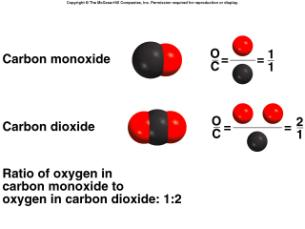 Copyright © The McGraw-Hill Companies, Inc. Permission required for reproduction or display.
Carbon monoxide
O/C = = 1/1
Carbon dioxide
O/C = = 2/1
Ratio of oxygen in
carbon monoxide to
oxygen in carbon dioxide: 1:2